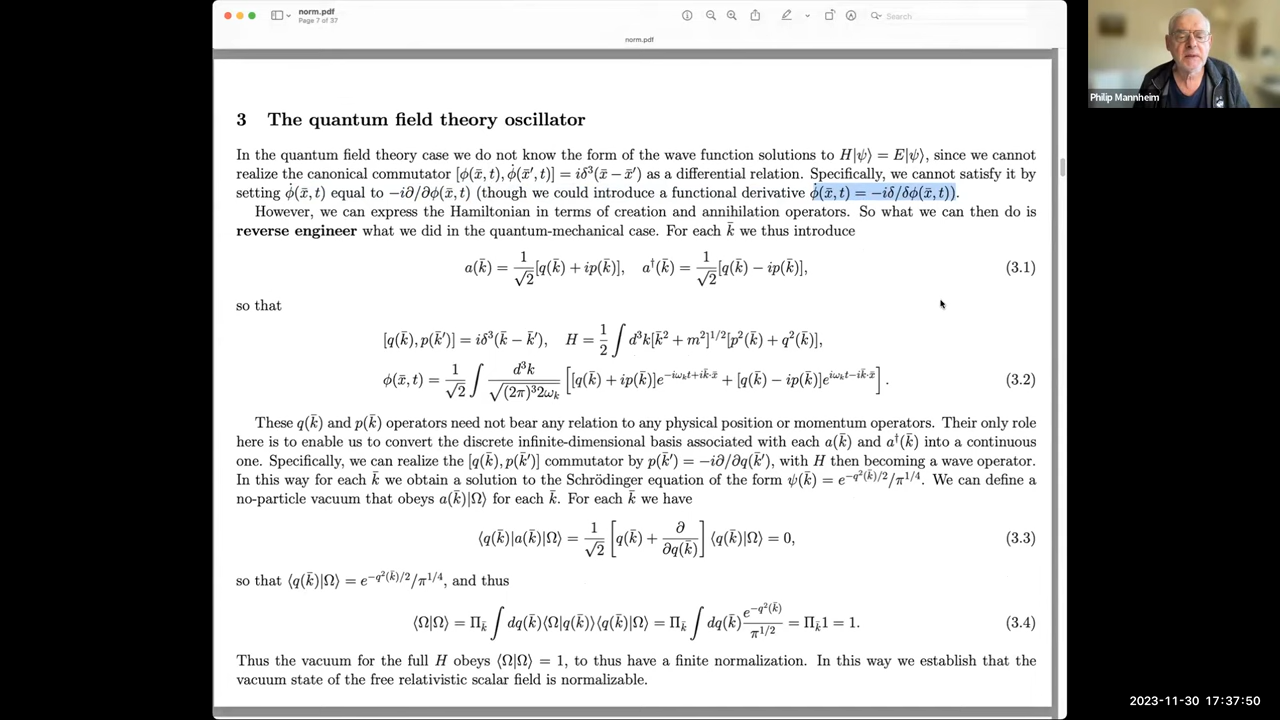 norm.pdf
Page 7 of 37
Search
norm.pdf
Philip Mannheim
3 The quantum field theory oscillator
In the quantum field theory case we do not know the form of the wave function solutions to H|ψ⟩ = E|ψ⟩, since we cannot
realize the canonical commutator [ϕ(x̄, t), ϕ̇(x̄′, t)] = iδ³(x̄ − x̄′) as a differential relation. Specifically, we cannot satisfy it by
setting ϕ̇(x̄, t) equal to −i∂/∂ϕ(x̄, t) (though we could introduce a functional derivative ϕ̇(x̄, t) = −iδ/δϕ(x̄, t)).
However, we can express the Hamiltonian in terms of creation and annihilation operators. So what we can then do is
reverse engineer what we did in the quantum-mechanical case. For each k̄ we thus introduce
a(k̄) = 1/√2 [q(k̄) + ip(k̄)], a†(k̄) = 1/√2 [q(k̄) − ip(k̄)], (3.1)
so that
[q(k̄), p(k̄′)] = iδ³(k̄ − k̄′), H = 1/2 ∫ d³k[k̄² + m²]^{1/2}[p²(k̄) + q²(k̄)],
ϕ(x̄, t) = 1/√2 ∫ d³k/√((2π)³2ω_k) [[q(k̄) + ip(k̄)]e^{−iω_k t+ik̄·x̄} + [q(k̄) − ip(k̄)]e^{iω_k t−ik̄·x̄}]. (3.2)
These q(k̄) and p(k̄) operators need not bear any relation to any physical position or momentum operators. Their only role
here is to enable us to convert the discrete infinite-dimensional basis associated with each a(k̄) and a†(k̄) into a continuous
one. Specifically, we can realize the [q(k̄), p(k̄′)] commutator by p(k̄′) = −i∂/∂q(k̄′), with H then becoming a wave operator.
In this way for each k̄ we obtain a solution to the Schrödinger equation of the form ψ(k̄) = e^{−q²(k̄)/2}/π^{1/4}. We can define a
no-particle vacuum that obeys a(k̄)|Ω⟩ for each k̄. For each k̄ we have
⟨q(k̄)|a(k̄)|Ω⟩ = 1/√2 [q(k̄) + ∂/∂q(k̄)] ⟨q(k̄)|Ω⟩ = 0, (3.3)
so that ⟨q(k̄)|Ω⟩ = e^{−q²(k̄)/2}/π^{1/4}, and thus
⟨Ω|Ω⟩ = Π_k̄ ∫ dq(k̄)⟨Ω|q(k̄)⟩⟨q(k̄)|Ω⟩ = Π_k̄ ∫ dq(k̄) e^{−q²(k̄)}/π^{1/2} = Π_k̄ 1 = 1. (3.4)
Thus the vacuum for the full H obeys ⟨Ω|Ω⟩ = 1, to thus have a finite normalization. In this way we establish that the
vacuum state of the free relativistic scalar field is normalizable.
2023-11-30 17:37:50